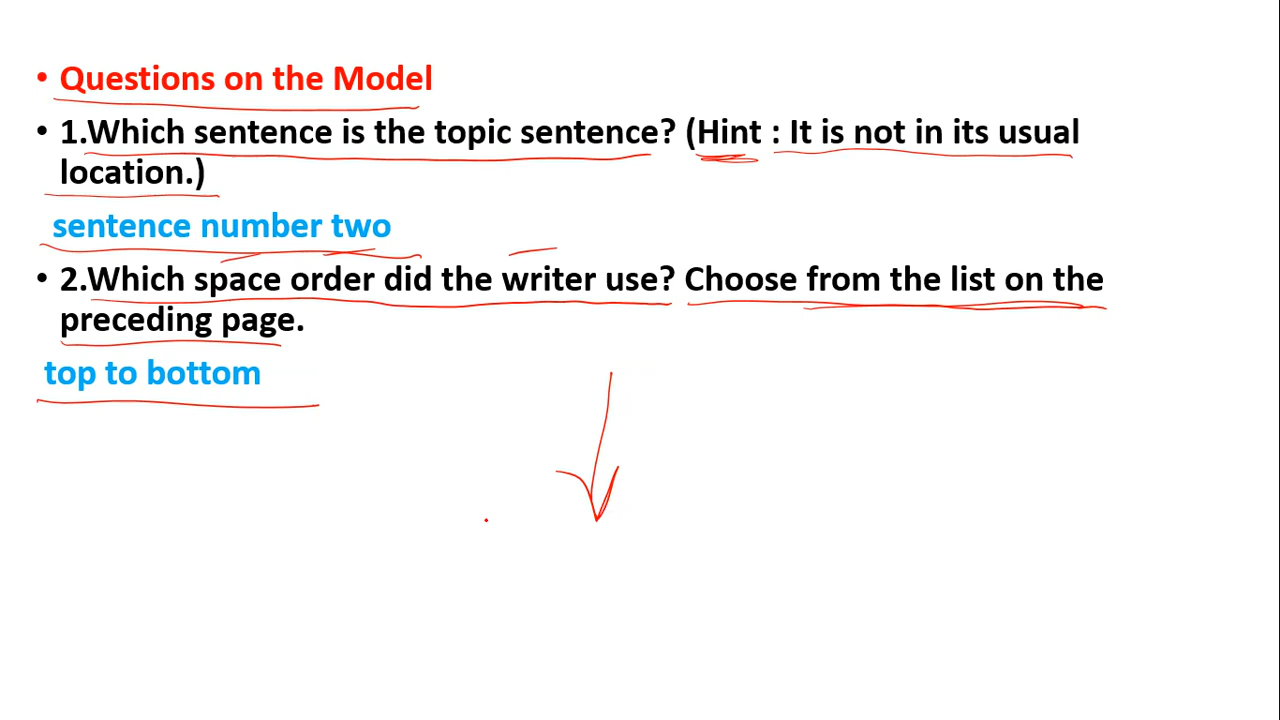 • Questions on the Model
• 1.Which sentence is the topic sentence? (Hint : It is not in its usual
location.)
sentence number two
• 2.Which space order did the writer use? Choose from the list on the
preceding page.
top to bottom